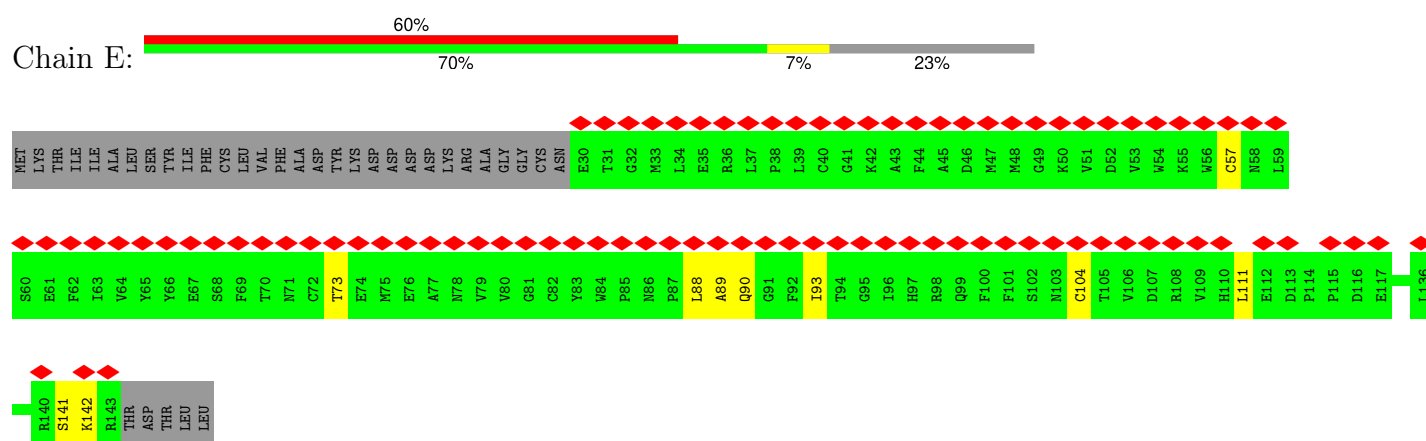 60%
Chain E:
70% 7% 23%
MET LYS THR ILE ILE ALA LEU SER TYR ILE PHE CYS LEU VAL PHE ALA ASP TYR LYS ASP ASP ASP ASP LYS ARG ALA GLY GLY CYS ASN E30 T31 G32 M33 L34 E35 R36 L37 P38 L39 C40 G41 K42 A43 F44 A45 D46 M47 M48 G49 K50 V51 D52 V53 W54 K55 W56 C57 N58 L59
S60 E61 F62 I63 V64 Y65 Y66 E67 S68 F69 T70 N71 C72 T73 E74 M75 E76 A77 N78 V79 V80 G81 C82 Y83 W84 P85 N86 P87 L88 A89 Q90 G91 F92 I93 T94 G95 I96 H97 R98 Q99 F100 F101 S102 N103 C104 T105 V106 D107 R108 V109 H110 L111 E112 D113 P114 P115 D116 E117 L136
R140 S141 K142 R143 THR ASP THR LEU LEU